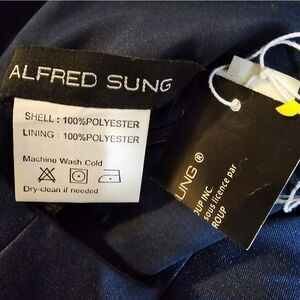 ALFRED SUNG
SHELL : 100%POLYESTER
LINING : 100%POLYESTER
Machine Wash Cold
Dry-clean if needed
SUNG ®
OUP INC.
sous licence par
ROUP